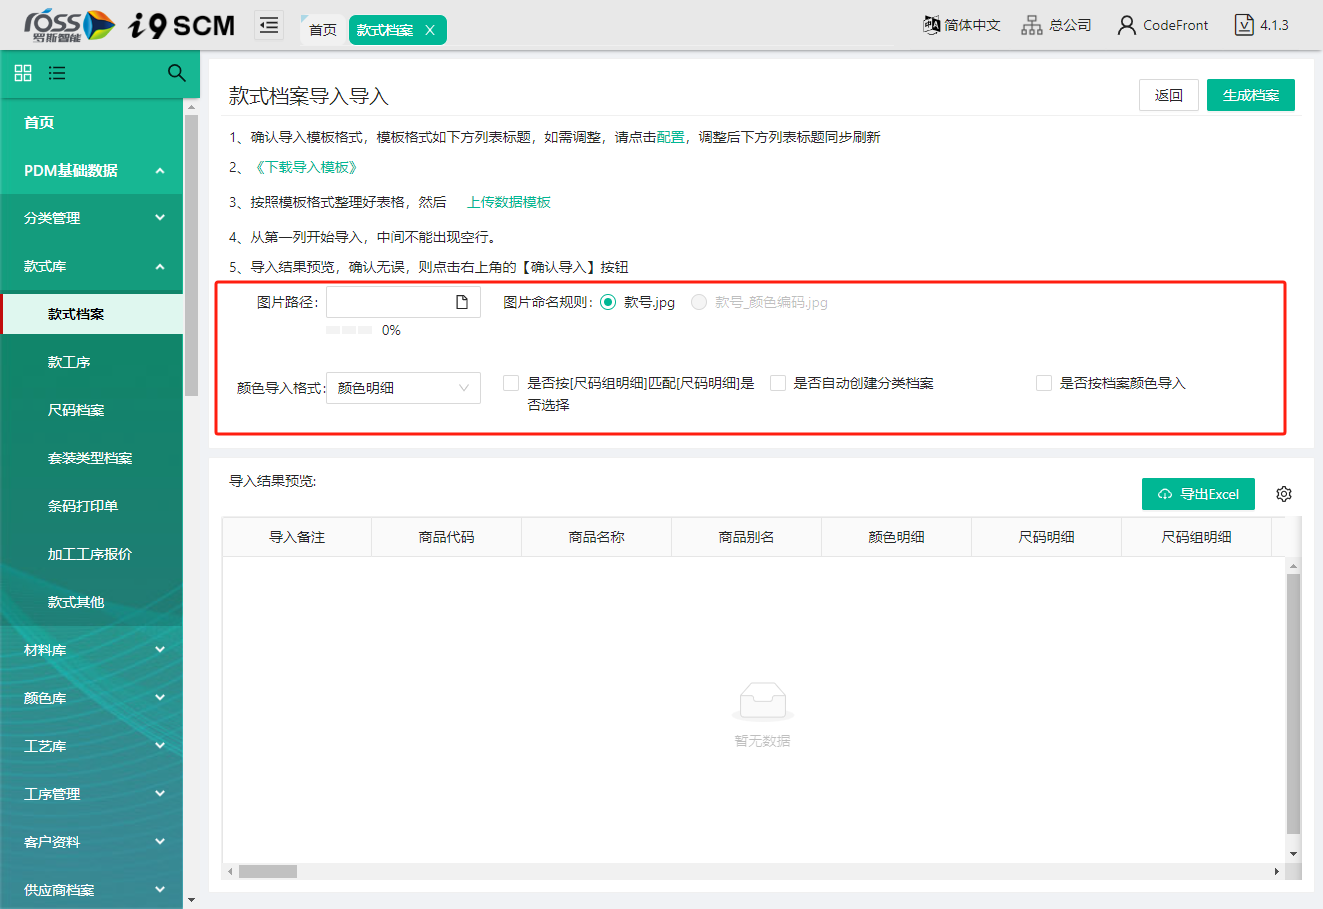 rōss
罗斯智能
i9 SCM
首页
款式档案
简体中文
总公司
CodeFront
4.1.3
首页
PDM基础数据
分类管理
款式库
款式档案
款工序
尺码档案
套装类型档案
条码打印单
加工工序报价
款式其他
材料库
颜色库
工艺库
工序管理
客户资料
供应商档案
款式档案导入导入
返回
生成档案
1、确认导入模板格式，模板格式如下方列表标题，如需调整，请点击配置，调整后下方列表标题同步刷新
2、《下载导入模板》
3、按照模板格式整理好表格，然后 上传数据模板
4、从第一列开始导入，中间不能出现空行。
5、导入结果预览，确认无误，则点击右上角的【确认导入】按钮
图片路径：
图片命名规则： 款号.jpg 款号_颜色编码.jpg
0%
颜色导入格式： 颜色明细
是否按[尺码组明细]匹配[尺码明细]是
否选择
是否自动创建分类档案
是否按档案颜色导入
导入结果预览:
导出Excel
导入备注 商品代码 商品名称 商品别名 颜色明细 尺码明细 尺码组明细
暂无数据